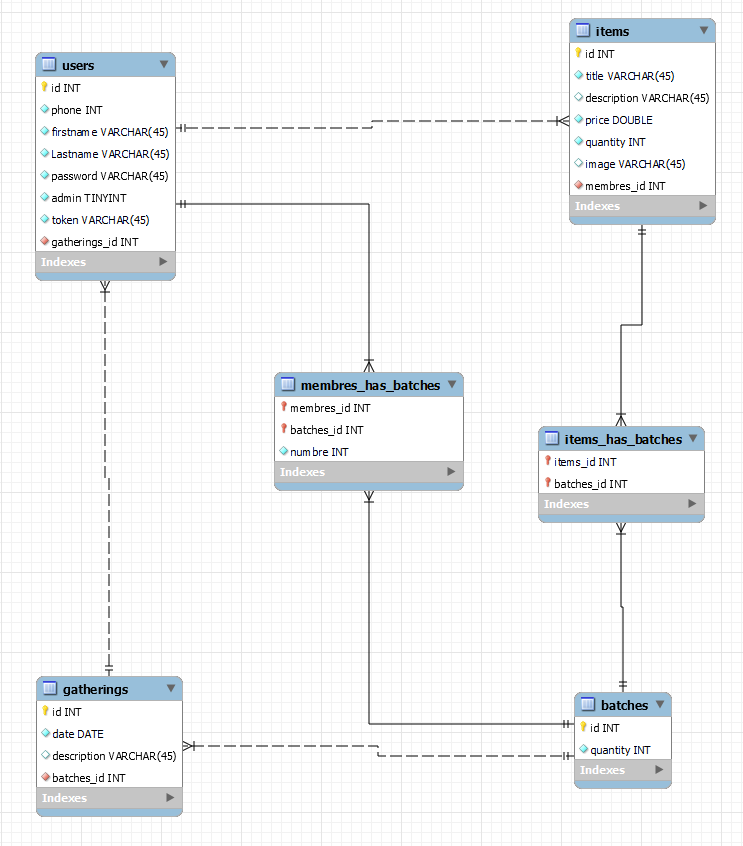 users
id INT
phone INT
firstname VARCHAR(45)
Lastname VARCHAR(45)
password VARCHAR(45)
admin TINYINT
token VARCHAR(45)
gatherings_id INT
Indexes
items
id INT
title VARCHAR(45)
description VARCHAR(45)
price DOUBLE
quantity INT
image VARCHAR(45)
membres_id INT
Indexes
membres_has_batches
membres_id INT
batches_id INT
numbre INT
Indexes
items_has_batches
items_id INT
batches_id INT
Indexes
gatherings
id INT
date DATE
description VARCHAR(45)
batches_id INT
Indexes
batches
id INT
quantity INT
Indexes